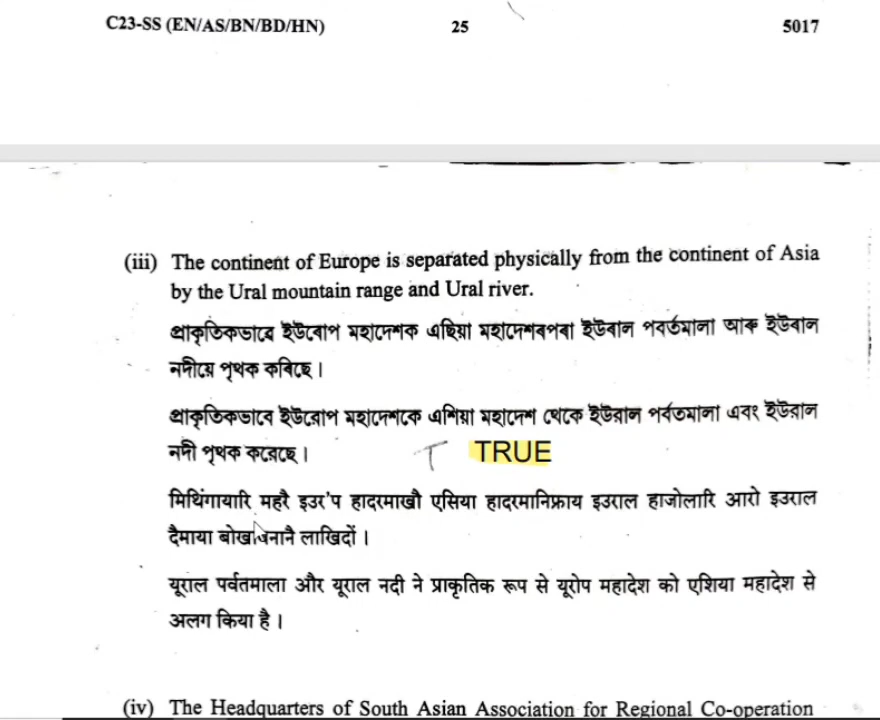 C23-SS (EN/AS/BN/BD/HN) 25 5017
(iii) The continent of Europe is separated physically from the continent of Asia
by the Ural mountain range and Ural river.
প্ৰাকৃতিকভাৱে ইউৰোপ মহাদেশক এছিয়া মহাদেশৰপৰা ইউৰাল পৰ্বতমালা আৰু ইউৰাল
নদীয়ে পৃথক কৰিছে।
প্রাকৃতিকভাবে ইউরোপ মহাদেশকে এশিয়া মহাদেশ থেকে ইউরাল পর্বতমালা এবং ইউরাল
নদী পৃথক করেছে। T TRUE
मिथिंगायारि महरै इउर'प हादरमाखौ एसिया हादरमानिफ्राय इउराल हाजोलारि आरो इउराल
दैमाया बोखावनानै लाखिदों।
यूराल पर्वतमाला और यूराल नदी ने प्राकृतिक रूप से यूरोप महादेश को एशिया महादेश से
अलग किया है।
(iv) The Headquarters of South Asian Association for Regional Co-operation